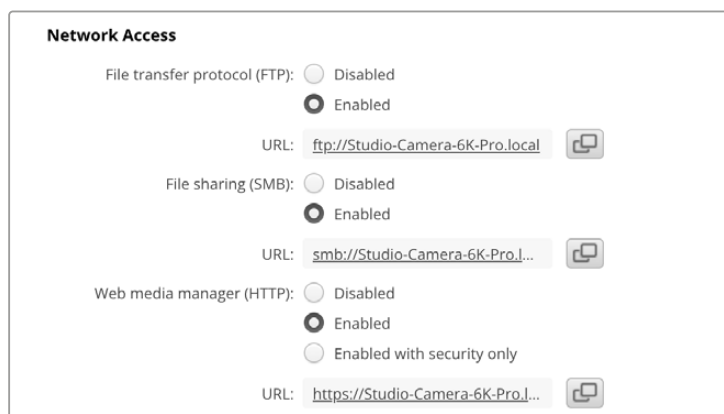 Network Access
File transfer protocol (FTP): Disabled
Enabled
URL: ftp://Studio-Camera-6K-Pro.local
File sharing (SMB): Disabled
Enabled
URL: smb://Studio-Camera-6K-Pro.l...
Web media manager (HTTP): Disabled
Enabled
Enabled with security only
URL: https://Studio-Camera-6K-Pro.l...